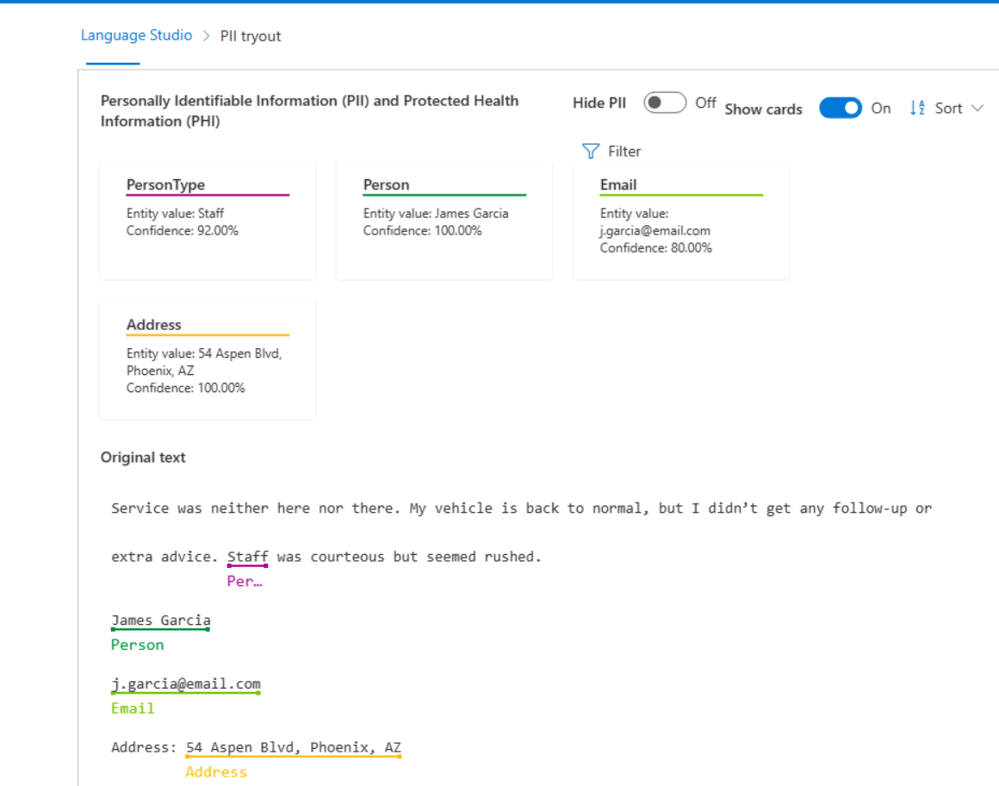 Language Studio > PII tryout
Personally Identifiable Information (PII) and Protected Health
Information (PHI)
Hide PII Off Show cards On Sort
Filter
PersonType
Entity value: Staff
Confidence: 92.00%
Person
Entity value: James Garcia
Confidence: 100.00%
Email
Entity value:
j.garcia@email.com
Confidence: 80.00%
Address
Entity value: 54 Aspen Blvd,
Phoenix, AZ
Confidence: 100.00%
Original text
Service was neither here nor there. My vehicle is back to normal, but I didn’t get any follow-up or
extra advice. Staff was courteous but seemed rushed.
Per…
James Garcia
Person
j.garcia@email.com
Email
Address: 54 Aspen Blvd, Phoenix, AZ
Address